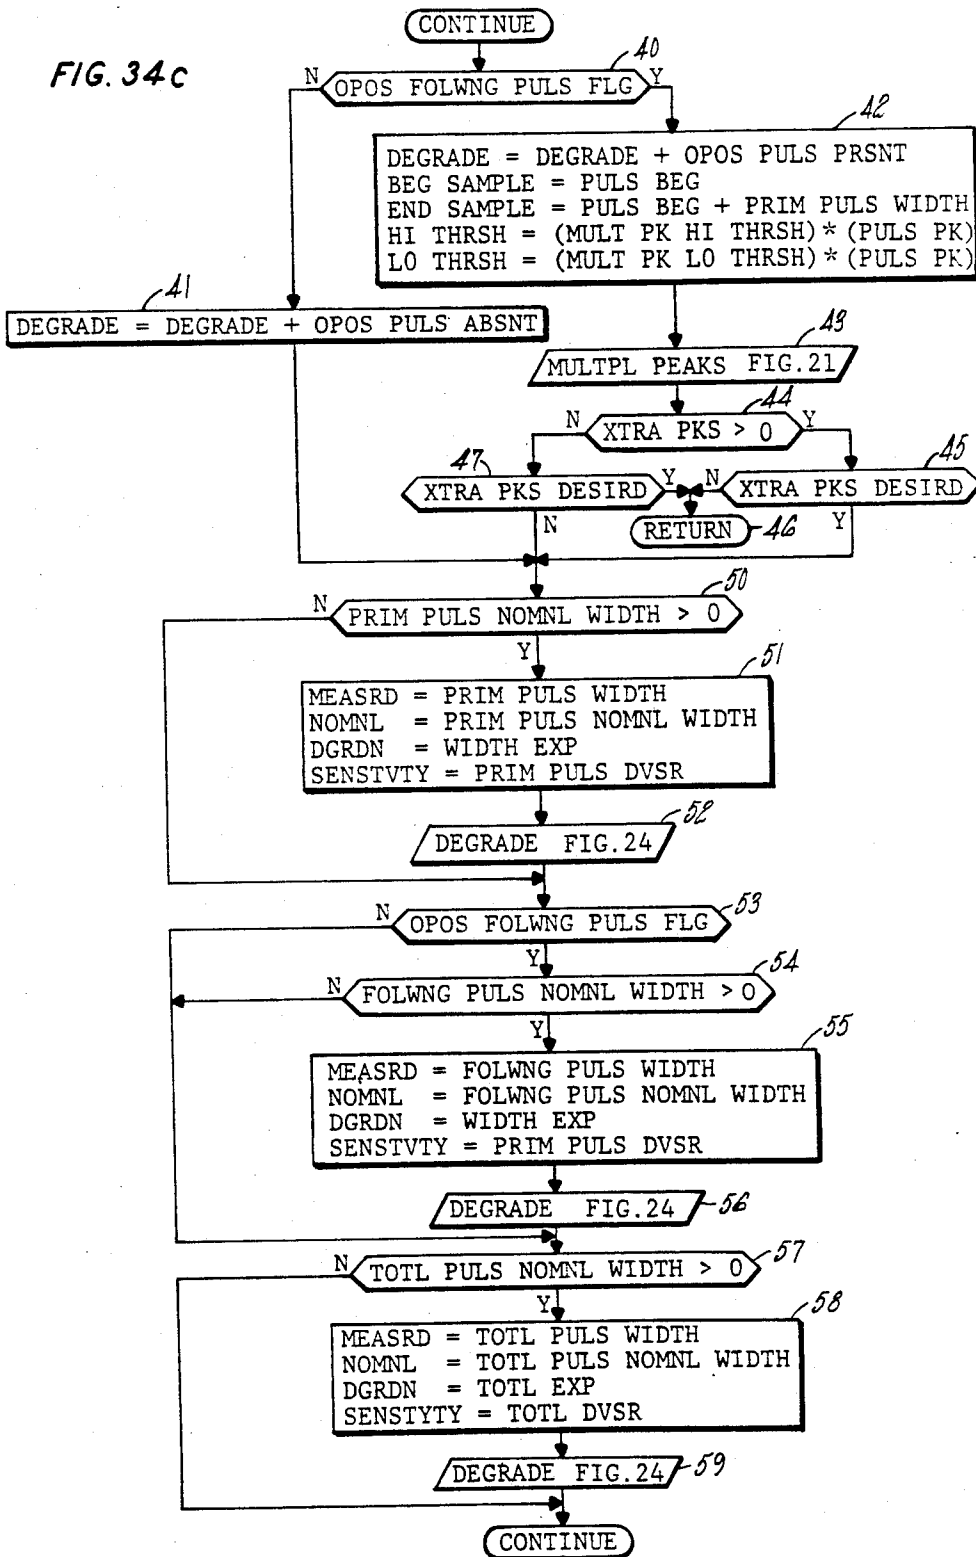 CONTINUE
FIG. 34c
40
N
OPOS FOLWNG PULS FLG
Y
42
DEGRADE = DEGRADE + OPOS PULS PRSNT
BEG SAMPLE = PULS BEG
END SAMPLE = PULS BEG + PRIM PULS WIDTH
HI THRSH = (MULT PK HI THRSH)*(PULS PK)
LO THRSH = (MULT PK LO THRSH)*(PULS PK)
41
DEGRADE = DEGRADE + OPOS PULS ABSNT
43
MULTPL PEAKS FIG.21
44
N
XTRA PKS > 0
Y
47
45
XTRA PKS DESIRD
Y
N
XTRA PKS DESIRD
N
RETURN
46
Y
50
N
PRIM PULS NOMNL WIDTH > 0
Y
51
MEASRD = PRIM PULS WIDTH
NOMNL = PRIM PULS NOMNL WIDTH
DGRDN = WIDTH EXP
SENSTVTY = PRIM PULS DVSR
52
DEGRADE FIG.24
53
N
OPOS FOLWNG PULS FLG
Y
54
N
FOLWNG PULS NOMNL WIDTH > 0
Y
55
MEASRD = FOLWNG PULS WIDTH
NOMNL = FOLWNG PULS NOMNL WIDTH
DGRDN = WIDTH EXP
SENSTVTY = PRIM PULS DVSR
DEGRADE FIG.24
56
57
N
TOTL PULS NOMNL WIDTH > 0
Y
58
MEASRD = TOTL PULS WIDTH
NOMNL = TOTL PULS NOMNL WIDTH
DGRDN = TOTL EXP
SENSTYTY = TOTL DVSR
DEGRADE FIG.24
59
CONTINUE